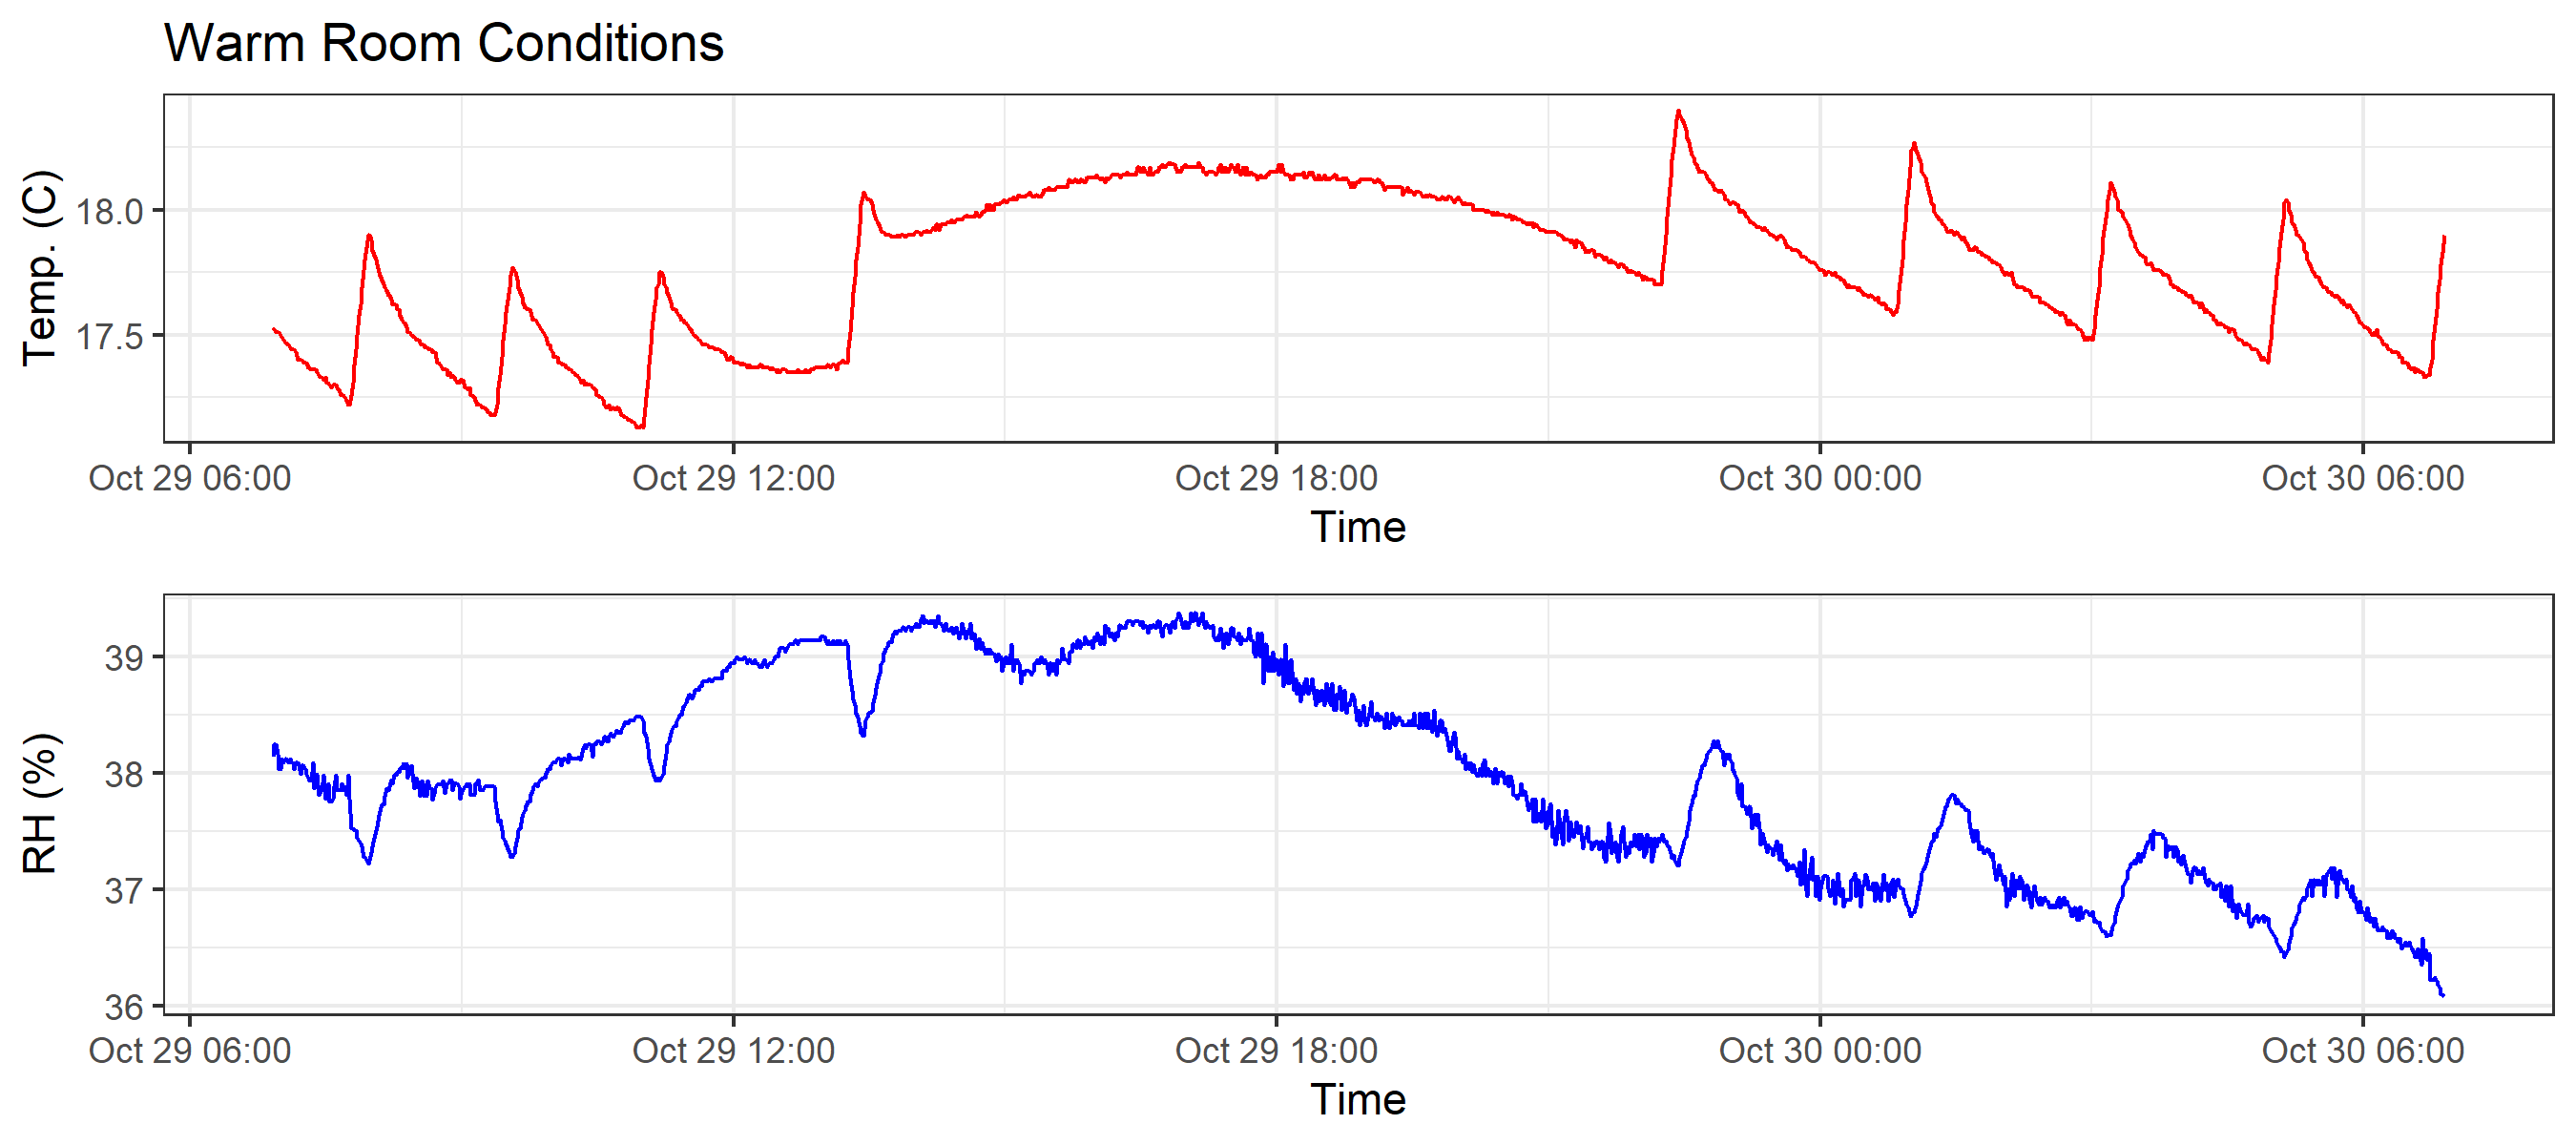 Warm Room Conditions
Temp. (C)
18.0
17.5
Oct 29 06:00 Oct 29 12:00 Oct 29 18:00 Oct 30 00:00 Oct 30 06:00
Time
RH (%)
39
38
37
36
Oct 29 06:00 Oct 29 12:00 Oct 29 18:00 Oct 30 00:00 Oct 30 06:00
Time